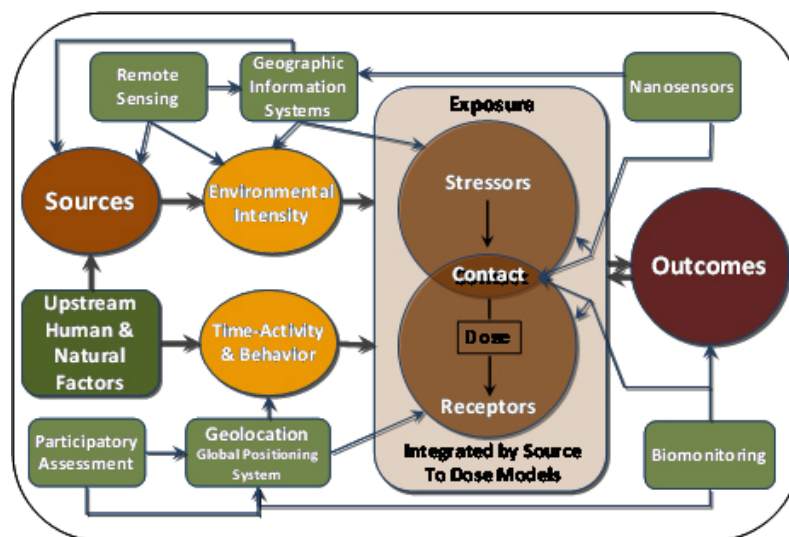 Remote
Sensing
Geographic
Information
Systems
Nanosensors
Exposure
Sources
Environmental
Intensity
Stressors
Contact
Outcomes
Upstream
Human &
Natural
Factors
Time-Activity
& Behavior
Dose
Receptors
Participatory
Assessment
Geolocation
Global Positioning
System
Integrated by Source
To Dose Models
Biomonitoring